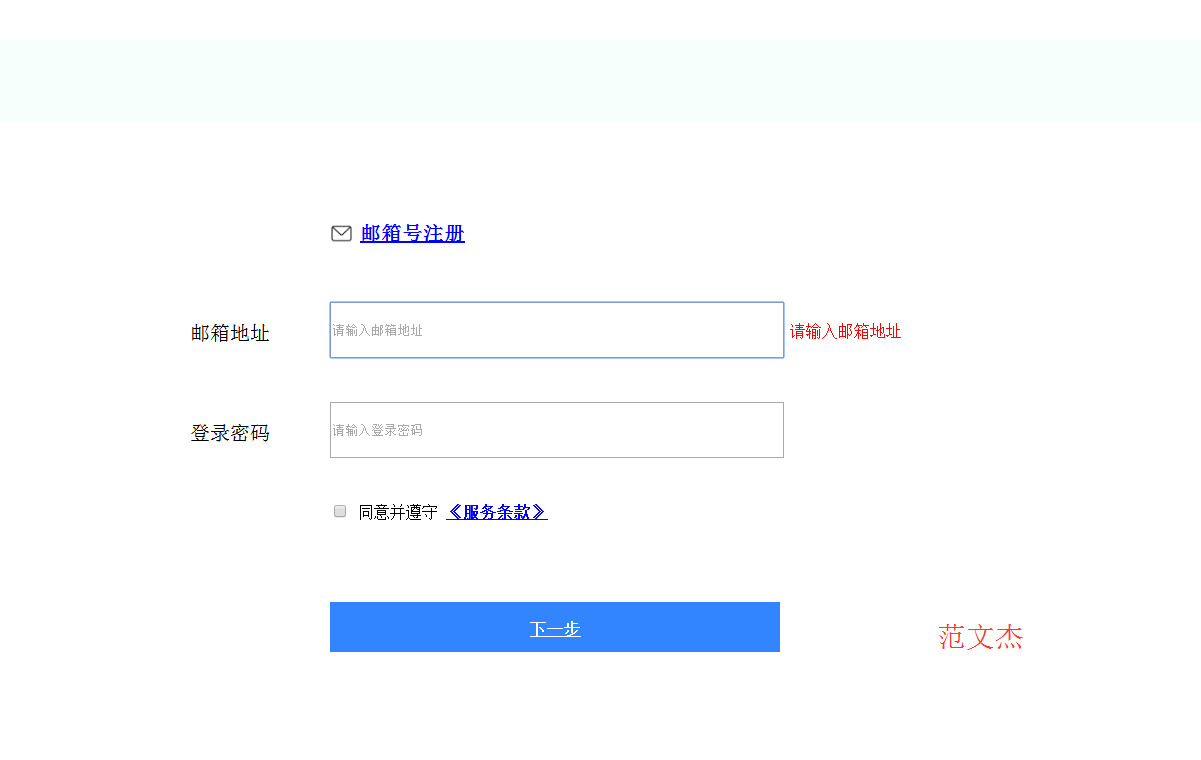 邮箱号注册
邮箱地址 请输入邮箱地址 请输入邮箱地址
登录密码 请输入登录密码
同意并遵守 《服务条款》
下一步
范文杰